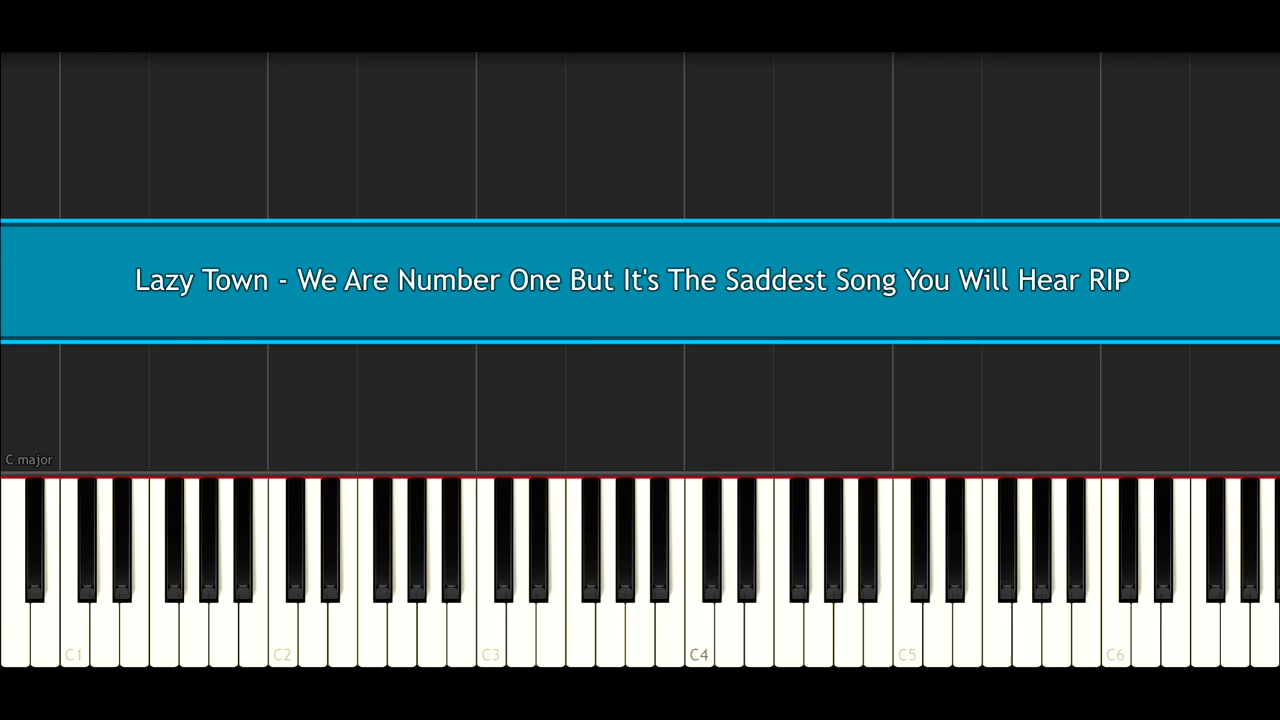 Lazy Town - We Are Number One But It's The Saddest Song You Will Hear RIP
C major
C1 C2 C3 C4 C5 C6